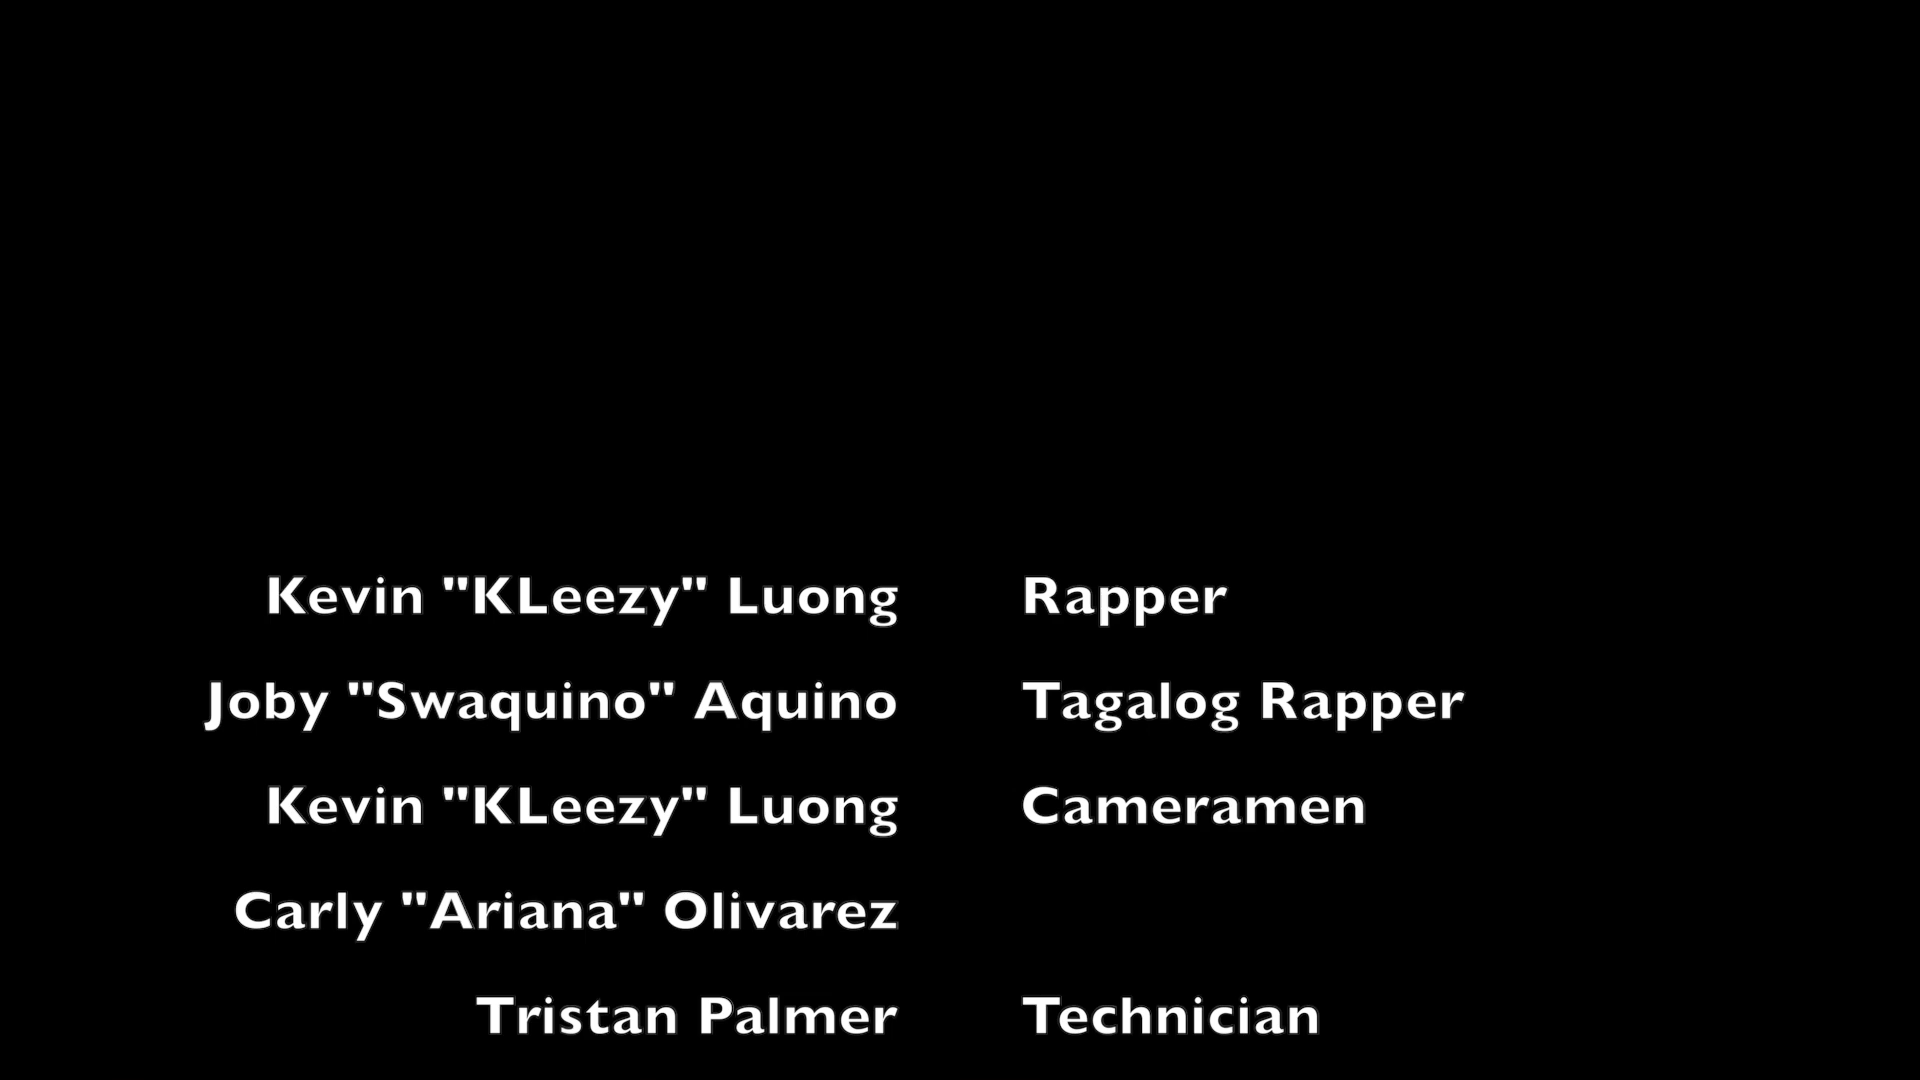 Kevin "KLeezy" Luong Rapper
Joby "Swaquino" Aquino Tagalog Rapper
Kevin "KLeezy" Luong Cameramen
Carly "Ariana" Olivarez
Tristan Palmer Technician